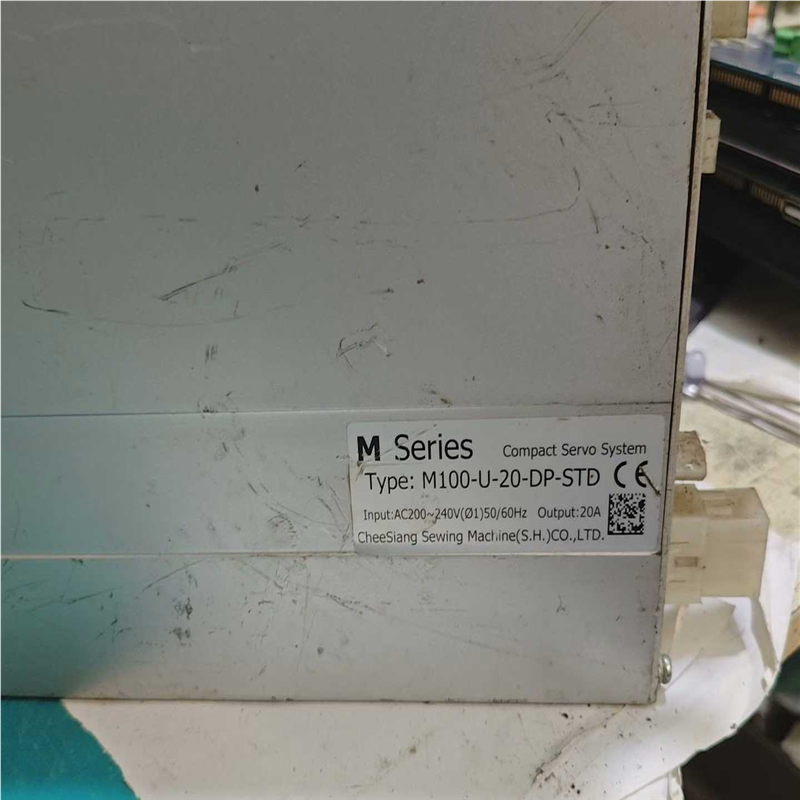 M Series Compact Servo System
Type: M100-U-20-DP-STD CE
Input:AC200~240V(Ø1)50/60Hz Output:20A
CheeSiang Sewing Machine(S.H.)CO.,LTD.